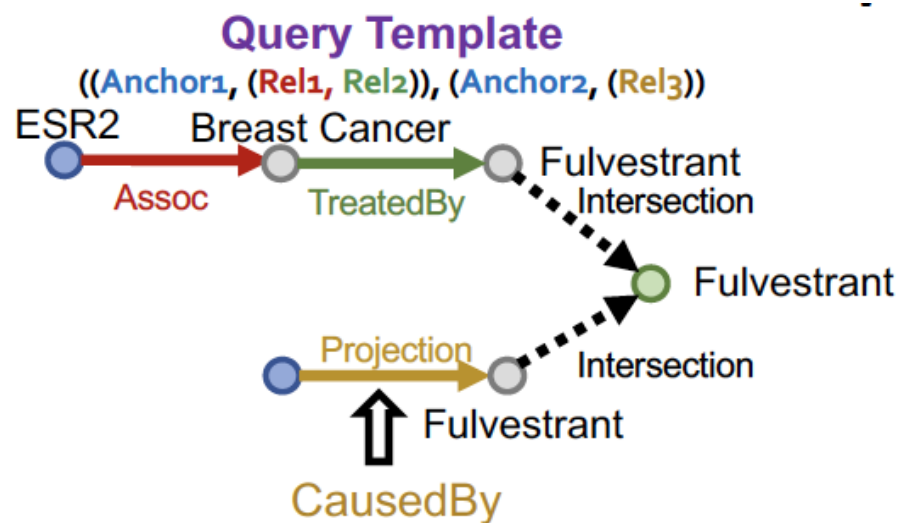 Query Template
((Anchor1, (Rel1, Rel2)), (Anchor2, (Rel3))
ESR2
Breast Cancer
Fulvestrant
Assoc
TreatedBy
Intersection
Fulvestrant
Projection
Intersection
Fulvestrant
CausedBy